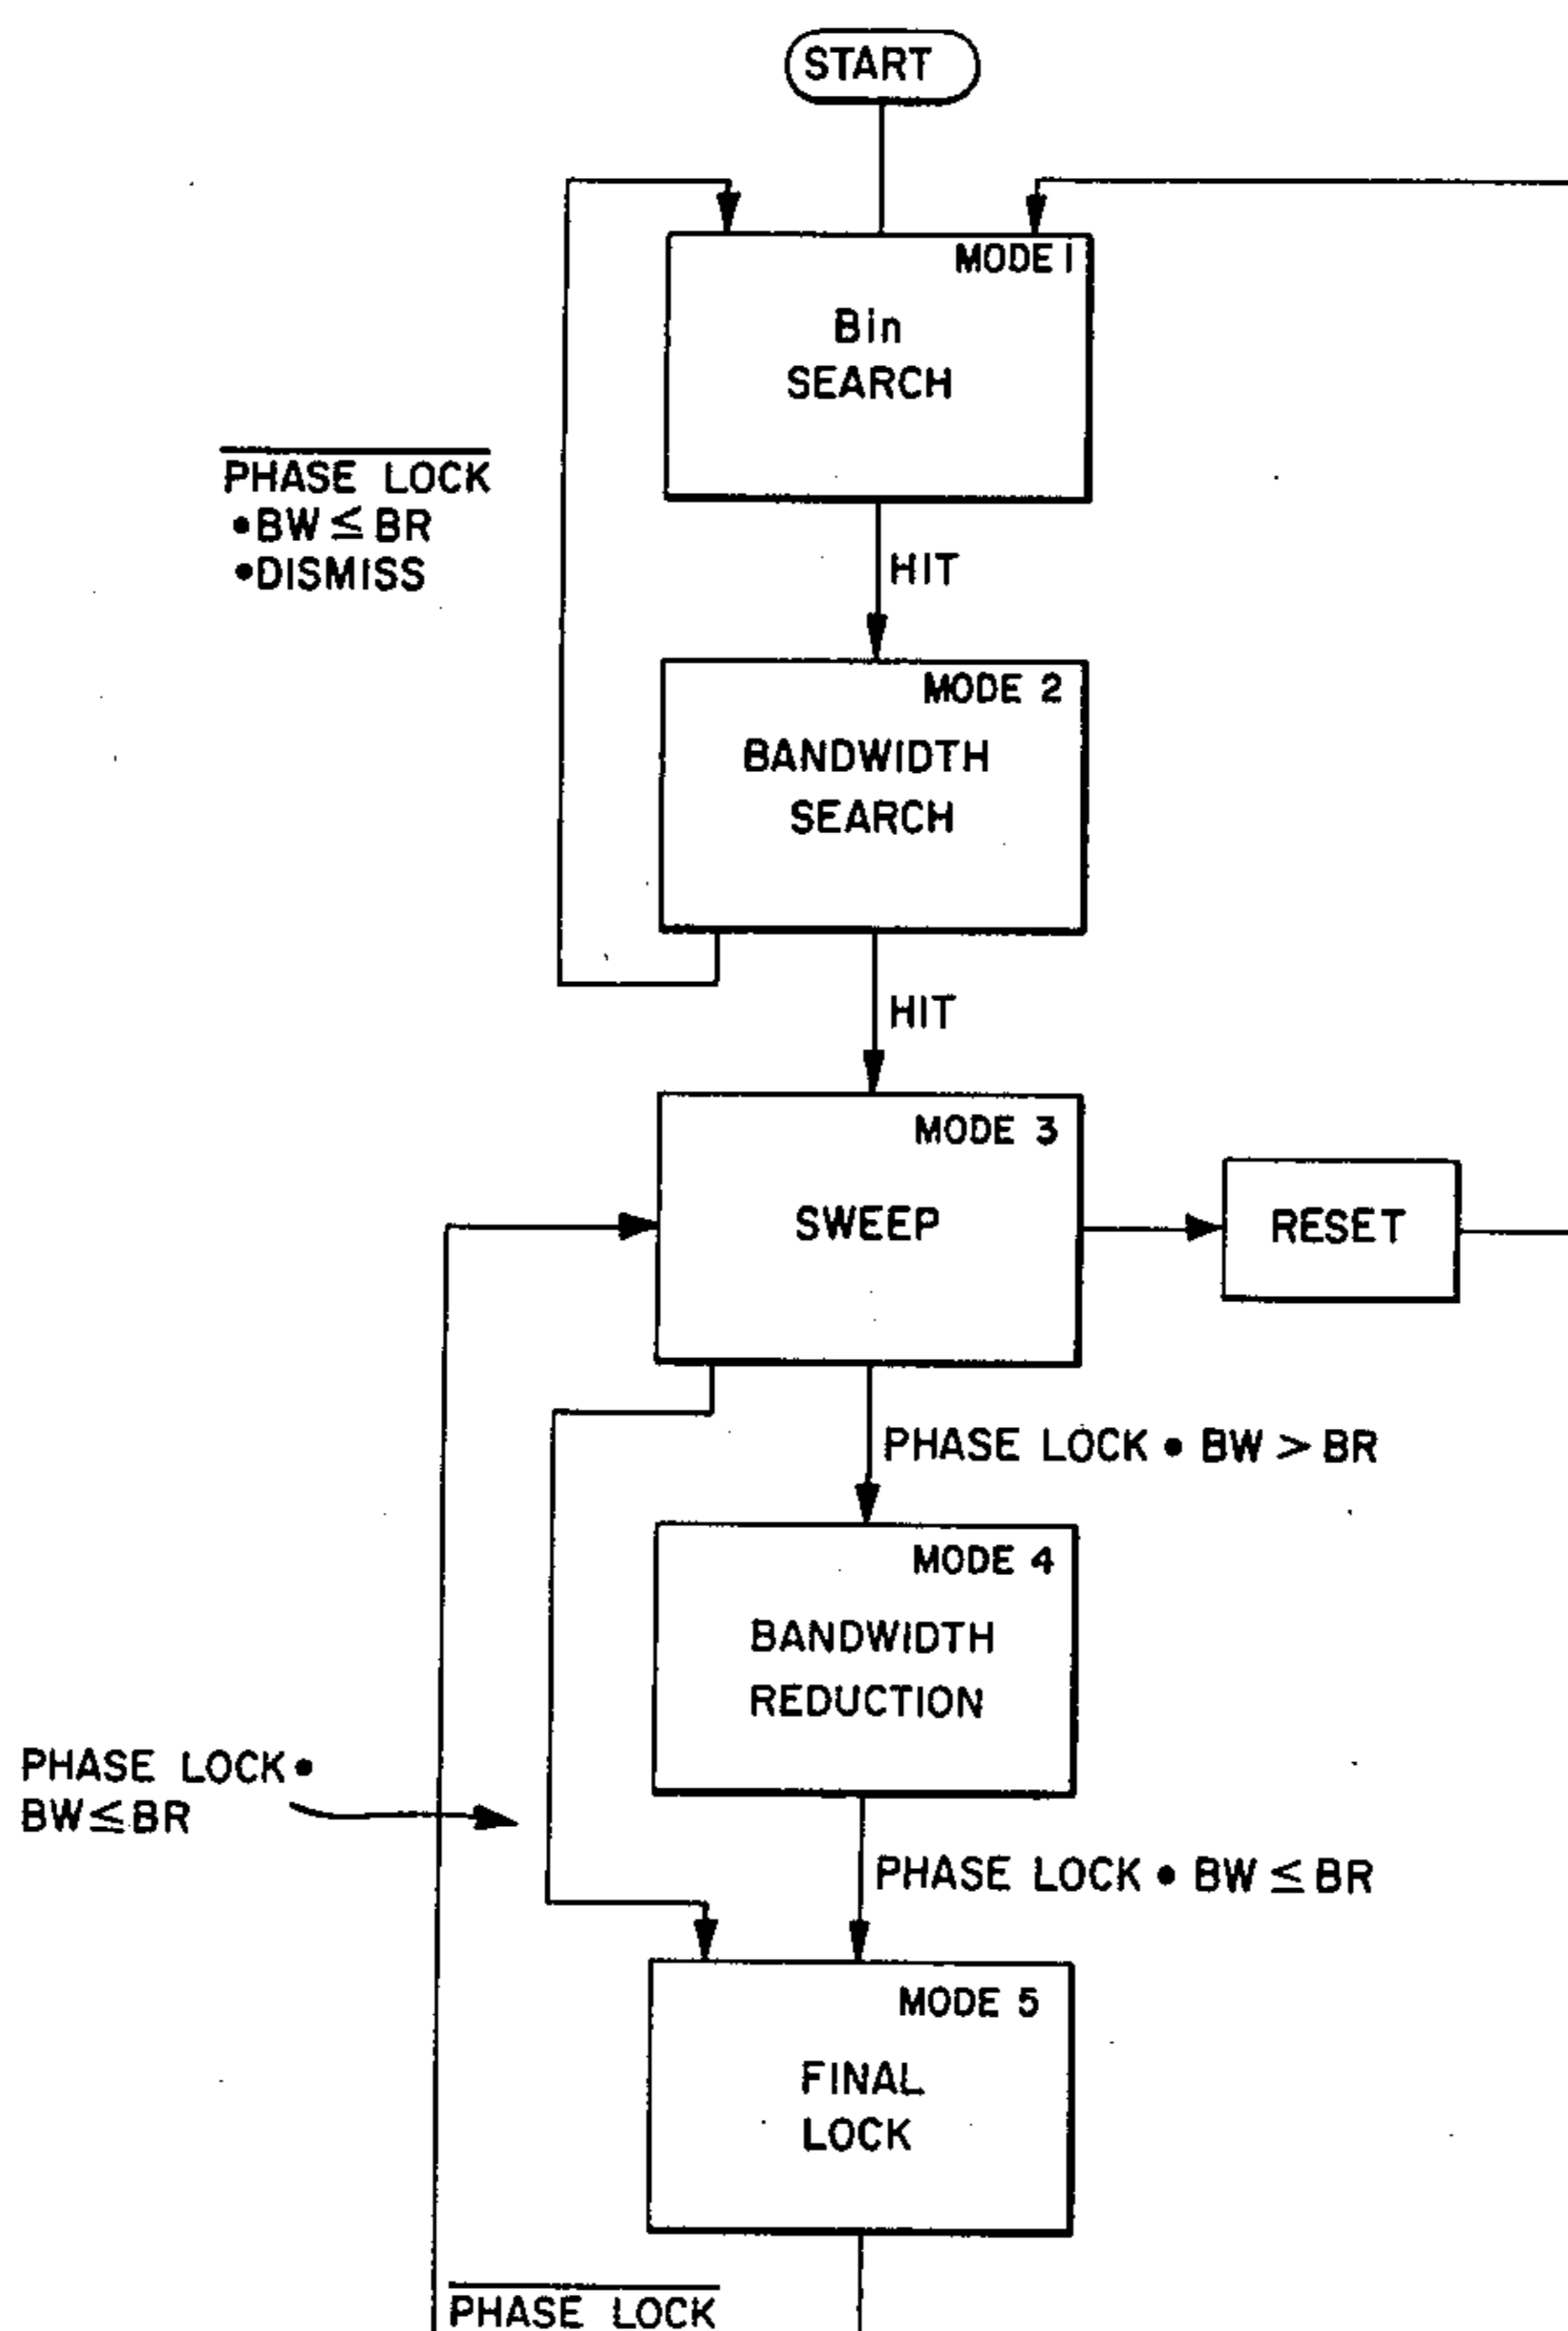 START
MODE 1
Bin
SEARCH
PHASE LOCK
•BW ≤ BR
•DISMISS
HIT
MODE 2
BANDWIDTH
SEARCH
HIT
MODE 3
SWEEP
RESET
PHASE LOCK • BW > BR
MODE 4
BANDWIDTH
REDUCTION
PHASE LOCK •
BW ≤ BR
PHASE LOCK • BW ≤ BR
MODE 5
FINAL
LOCK
PHASE LOCK